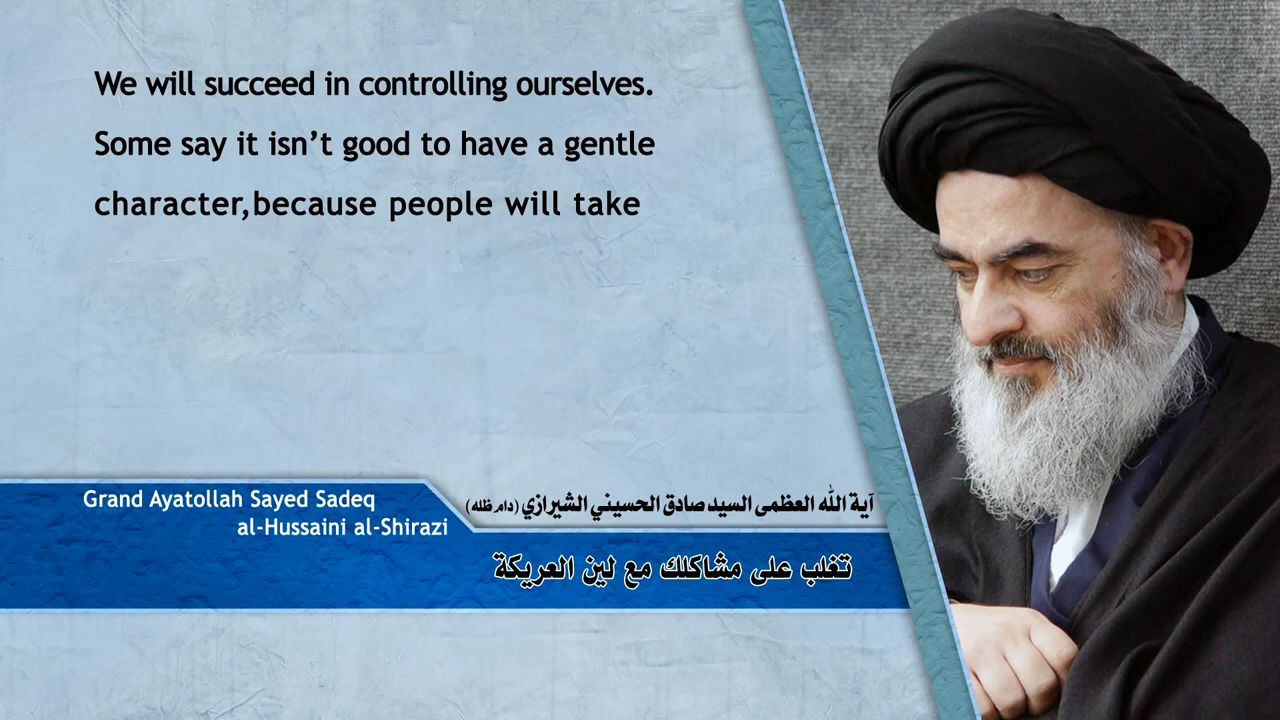 We will succeed in controlling ourselves.
Some say it isn’t good to have a gentle
character,because people will take
Grand Ayatollah Sayed Sadeq
al-Hussaini al-Shirazi
آية الله العظمى السيد صادق الحسيني الشيرازي (دام ظله)
تغلب على مشاكلك مع لين العريكة